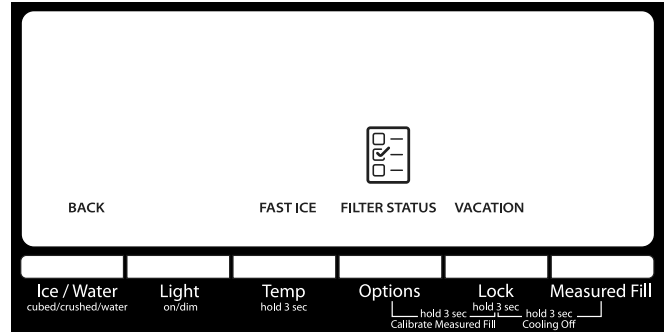 BACK FAST ICE FILTER STATUS VACATION
Ice / Water Light Temp Options Lock Measured Fill
cubed/crushed/water on/dim hold 3 sec hold 3 sec
hold 3 sec hold 3 sec
Calibrate Measured Fill Cooling Off